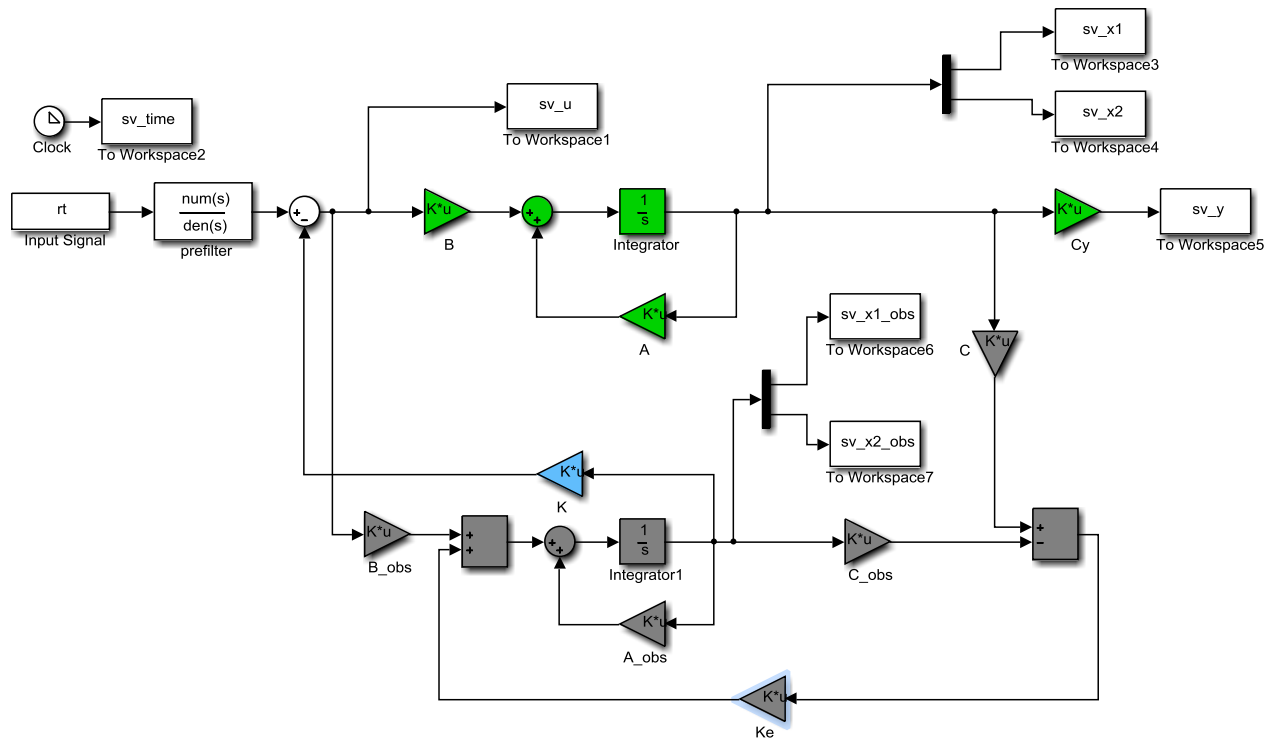 sv_x1
To Workspace3
sv_u
To Workspace1
sv_x2
To Workspace4
sv_time
Clock
To Workspace2
rt
Input Signal
num(s)
den(s)
prefilter
+
−
K*u
B
+
+
1
s
Integrator
K*u
Cy
sv_y
To Workspace5
K*u
A
sv_x1_obs
To Workspace6
K*u
C
sv_x2_obs
To Workspace7
K*u
K
K*u
B_obs
+
+
+
+
1
s
Integrator1
K*u
C_obs
+
−
K*u
A_obs
K*u
Ke